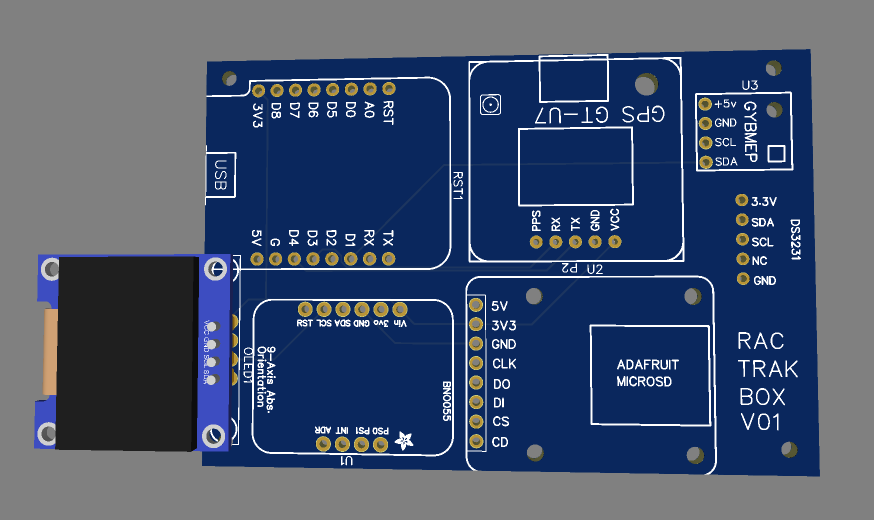 3V3 D8 D7 D6 D5 D0 A0 RST
USB
RST1
5V G D4 D3 D2 D1 RX TX
GPS GT-U7
PPS RX TX GND VCC
P2 U2
U3
+5v
GND
SCL
SDA
GYBMEP
3.3V
SDA
SCL
NC
GND
DS3231
VCC GND SCL SDA
OLED1
9-Axis Abs.
Orientation
RST SCL SDA GND 3vo Vin
BNO055
ADR INT PS1 PS0
U1
5V
3V3
GND
CLK
DO
DI
CS
CD
ADAFRUIT
MICROSD
RAC
TRAK
BOX
V01